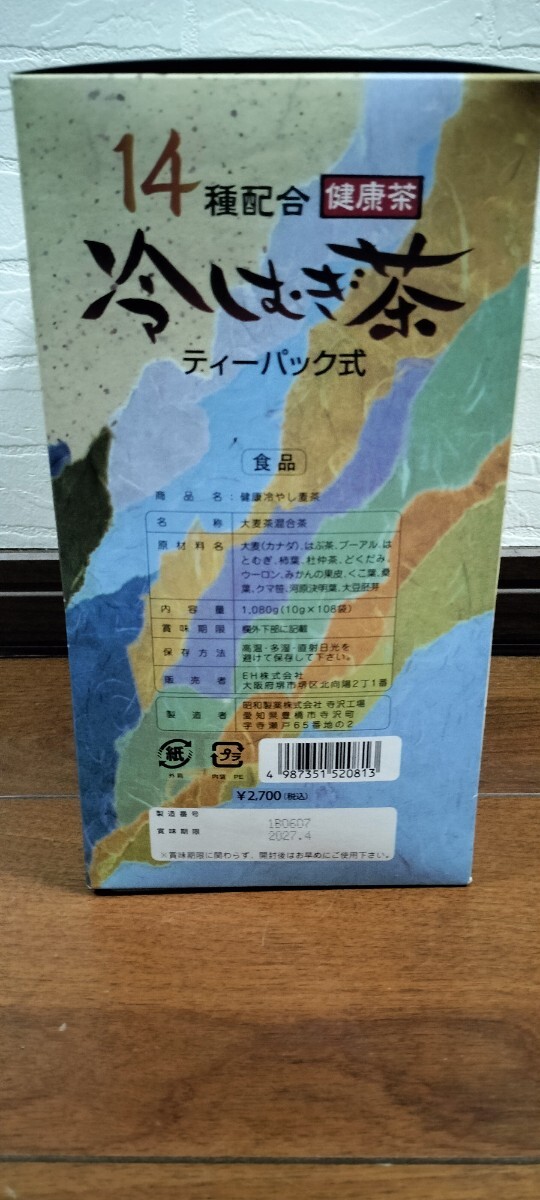 14種配合 健康茶
冷しむぎ茶
ティーパック式
食品
商品名：健康冷やし麦茶
名称 大麦茶混合茶
原材料名 大麦(カナダ)、はぶ茶、プーアル、は
とむぎ、柿葉、杜仲茶、どくだみ、
ウーロン、みかんの果皮、くこ葉、桑
葉、クマ笹、河原決明葉、大豆胚芽
内容量 1,080g(10g×108袋)
賞味期限 欄外下部に記載
保存方法 高温・多湿・直射日光を
避けて保存して下さい。
販売者 EH株式会社
大阪府堺市堺区北向陽2丁1番
製造者 昭和製薬株式会社 寺沢工場
愛知県豊橋市寺沢町
字寺瀬戸65番地の2
紙 プラ
外箱 内袋 PE
4 987351 520813
¥2,700(税込)
製造番号 1B0607
賞味期限 2027.4
※賞味期限に関わらず、開封後はお早めにご使用下さい。